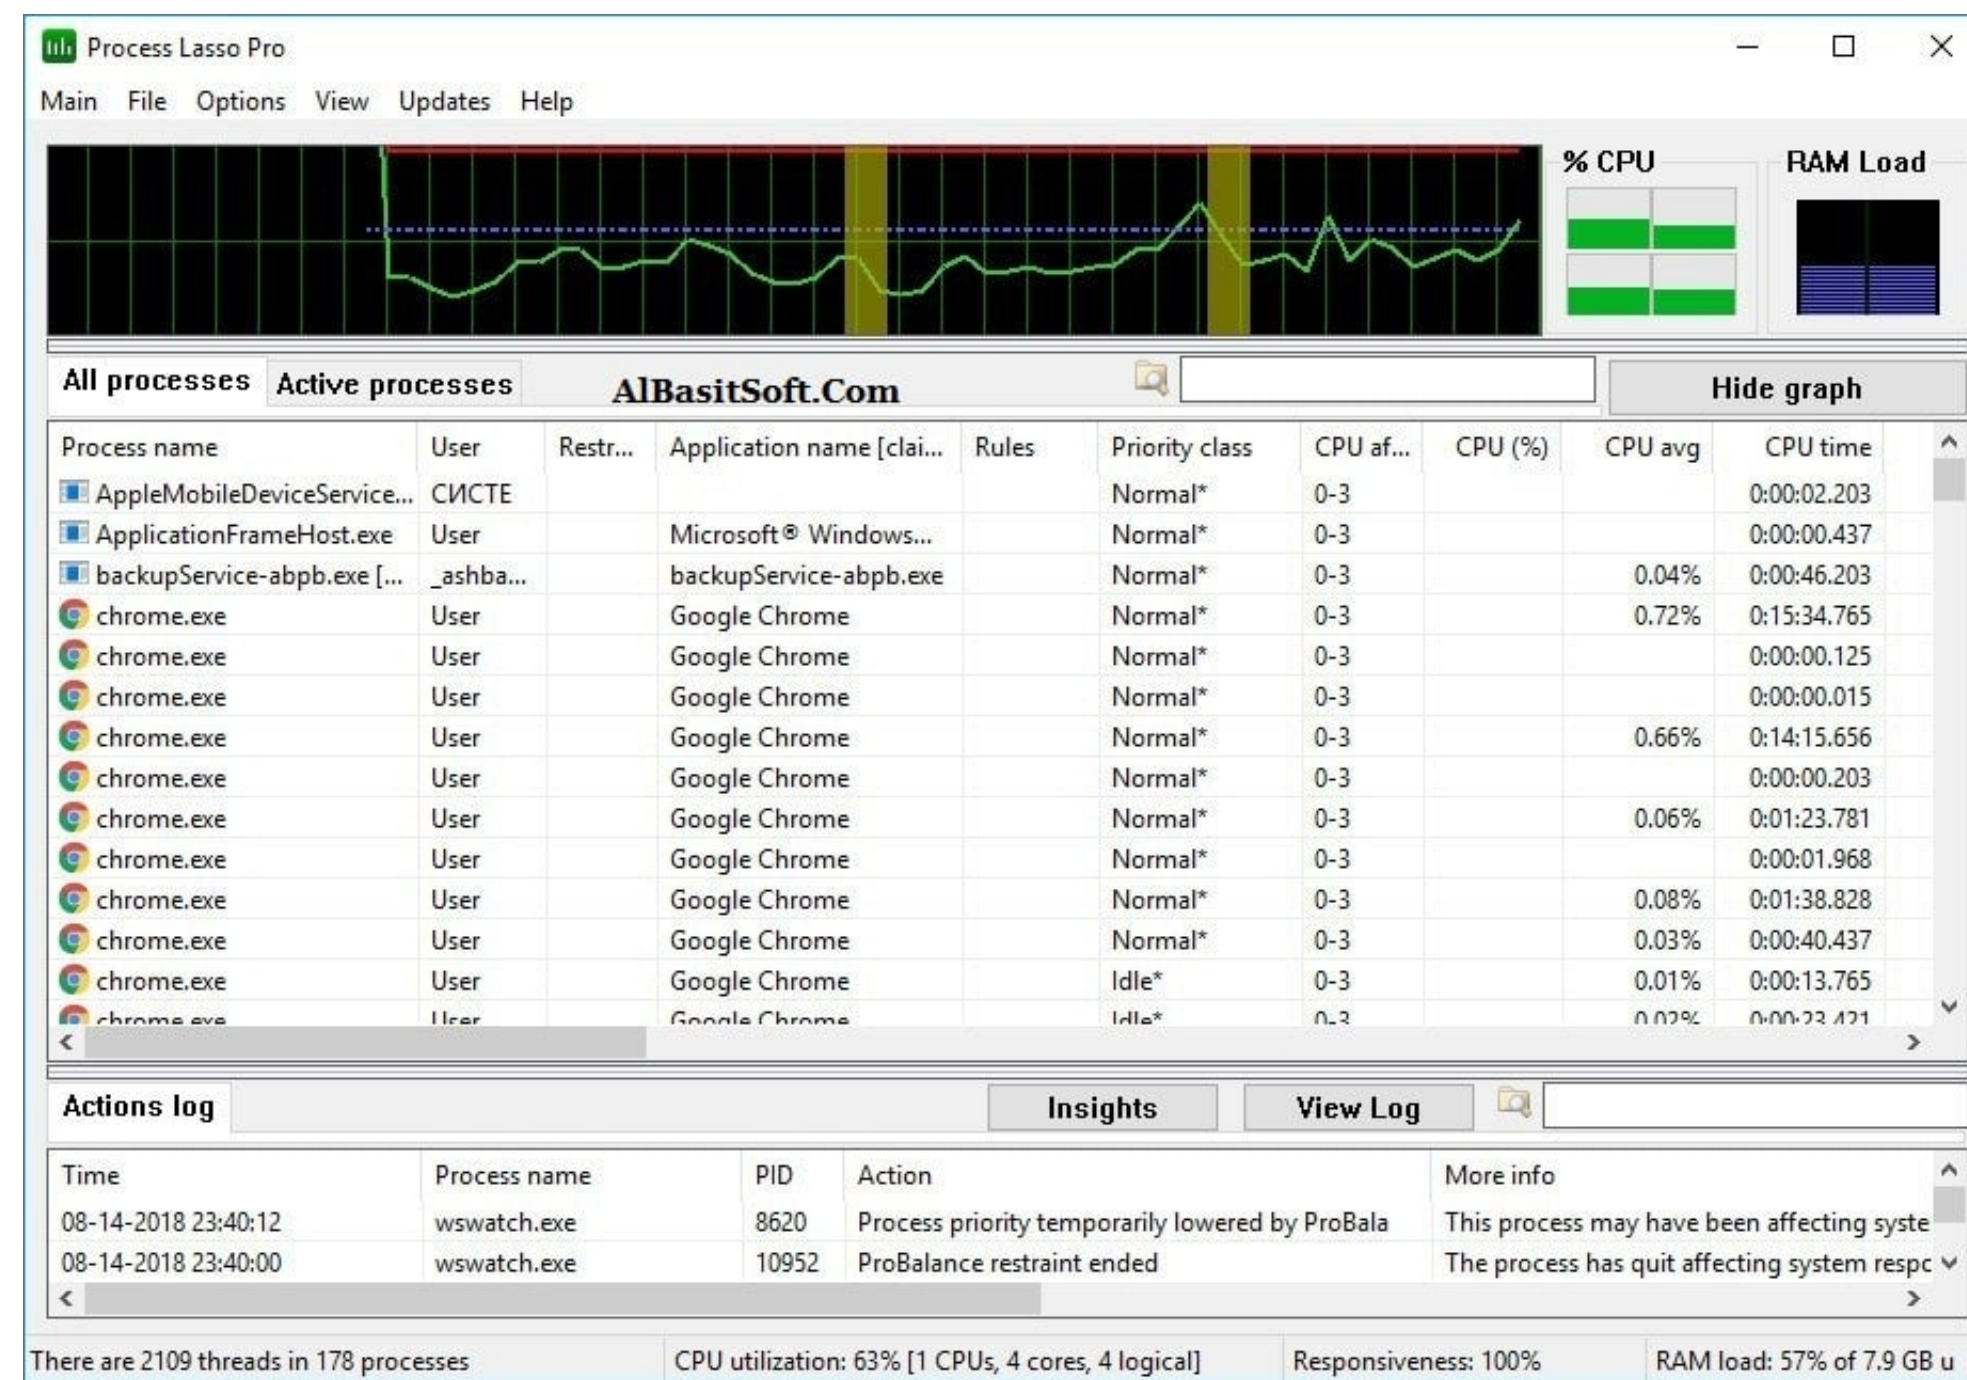 Process Lasso Pro
Main File Options View Updates Help
% CPU RAM Load
All processes Active processes AlBasitSoft.Com Hide graph
Process name User Restr... Application name [clai... Rules Priority class CPU af... CPU (%) CPU avg CPU time
AppleMobileDeviceService... СИСТЕ Normal* 0-3 0:00:02.203
ApplicationFrameHost.exe User Microsoft® Windows... Normal* 0-3 0:00:00.437
backupService-abpb.exe [... _ashba... backupService-abpb.exe Normal* 0-3 0.04% 0:00:46.203
chrome.exe User Google Chrome Normal* 0-3 0.72% 0:15:34.765
chrome.exe User Google Chrome Normal* 0-3 0:00:00.125
chrome.exe User Google Chrome Normal* 0-3 0:00:00.015
chrome.exe User Google Chrome Normal* 0-3 0.66% 0:14:15.656
chrome.exe User Google Chrome Normal* 0-3 0:00:00.203
chrome.exe User Google Chrome Normal* 0-3 0.06% 0:01:23.781
chrome.exe User Google Chrome Normal* 0-3 0:00:01.968
chrome.exe User Google Chrome Normal* 0-3 0.08% 0:01:38.828
chrome.exe User Google Chrome Normal* 0-3 0.03% 0:00:40.437
chrome.exe User Google Chrome Idle* 0-3 0.01% 0:00:13.765
chrome.exe User Google Chrome Idle* 0-3 0.02% 0:00:23.421
Actions log Insights View Log
Time Process name PID Action More info
08-14-2018 23:40:12 wswatch.exe 8620 Process priority temporarily lowered by ProBala This process may have been affecting syste
08-14-2018 23:40:00 wswatch.exe 10952 ProBalance restraint ended The process has quit affecting system respc
There are 2109 threads in 178 processes CPU utilization: 63% [1 CPUs, 4 cores, 4 logical] Responsiveness: 100% RAM load: 57% of 7.9 GB u